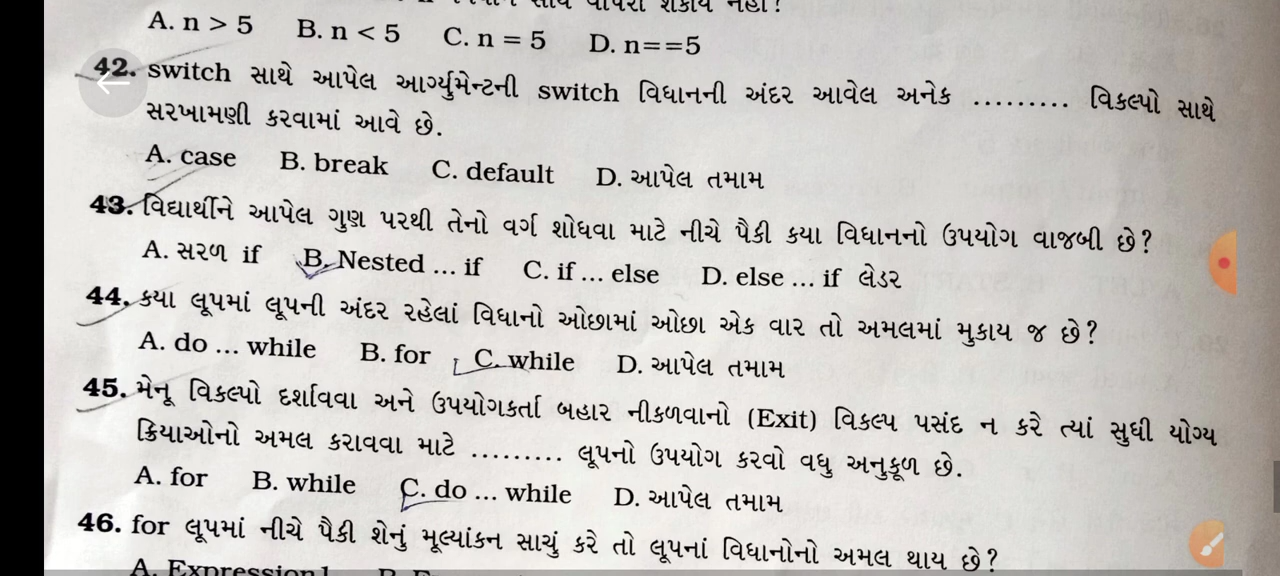 સાથે વાપરી શકાય નહીં?
A. n > 5 B. n < 5 C. n = 5 D. n==5
42. switch સાથે આપેલ આર્ગ્યુમેન્ટની switch વિધાનની અંદર આવેલ અનેક ......... વિકલ્પો સાથે
સરખામણી કરવામાં આવે છે.
A. case B. break C. default D. આપેલ તમામ
43. વિદ્યાર્થીને આપેલ ગુણ પરથી તેનો વર્ગ શોધવા માટે નીચે પૈકી કયા વિધાનનો ઉપયોગ વાજબી છે?
A. સરળ if B. Nested ... if C. if ... else D. else ... if લેડર
44. કયા લૂપમાં લૂપની અંદર રહેલાં વિધાનો ઓછામાં ઓછા એક વાર તો અમલમાં મુકાય જ છે?
A. do ... while B. for C. while D. આપેલ તમામ
45. મેનૂ વિકલ્પો દર્શાવવા અને ઉપયોગકર્તા બહાર નીકળવાનો (Exit) વિકલ્પ પસંદ ન કરે ત્યાં સુધી યોગ્ય
ક્રિયાઓનો અમલ કરાવવા માટે ......... લૂપનો ઉપયોગ કરવો વધુ અનુકૂળ છે.
A. for B. while C. do ... while D. આપેલ તમામ
46. for લૂપમાં નીચે પૈકી શેનું મૂલ્યાંકન સાચું કરે તો લૂપનાં વિધાનોનો અમલ થાય છે?
A. Expression1